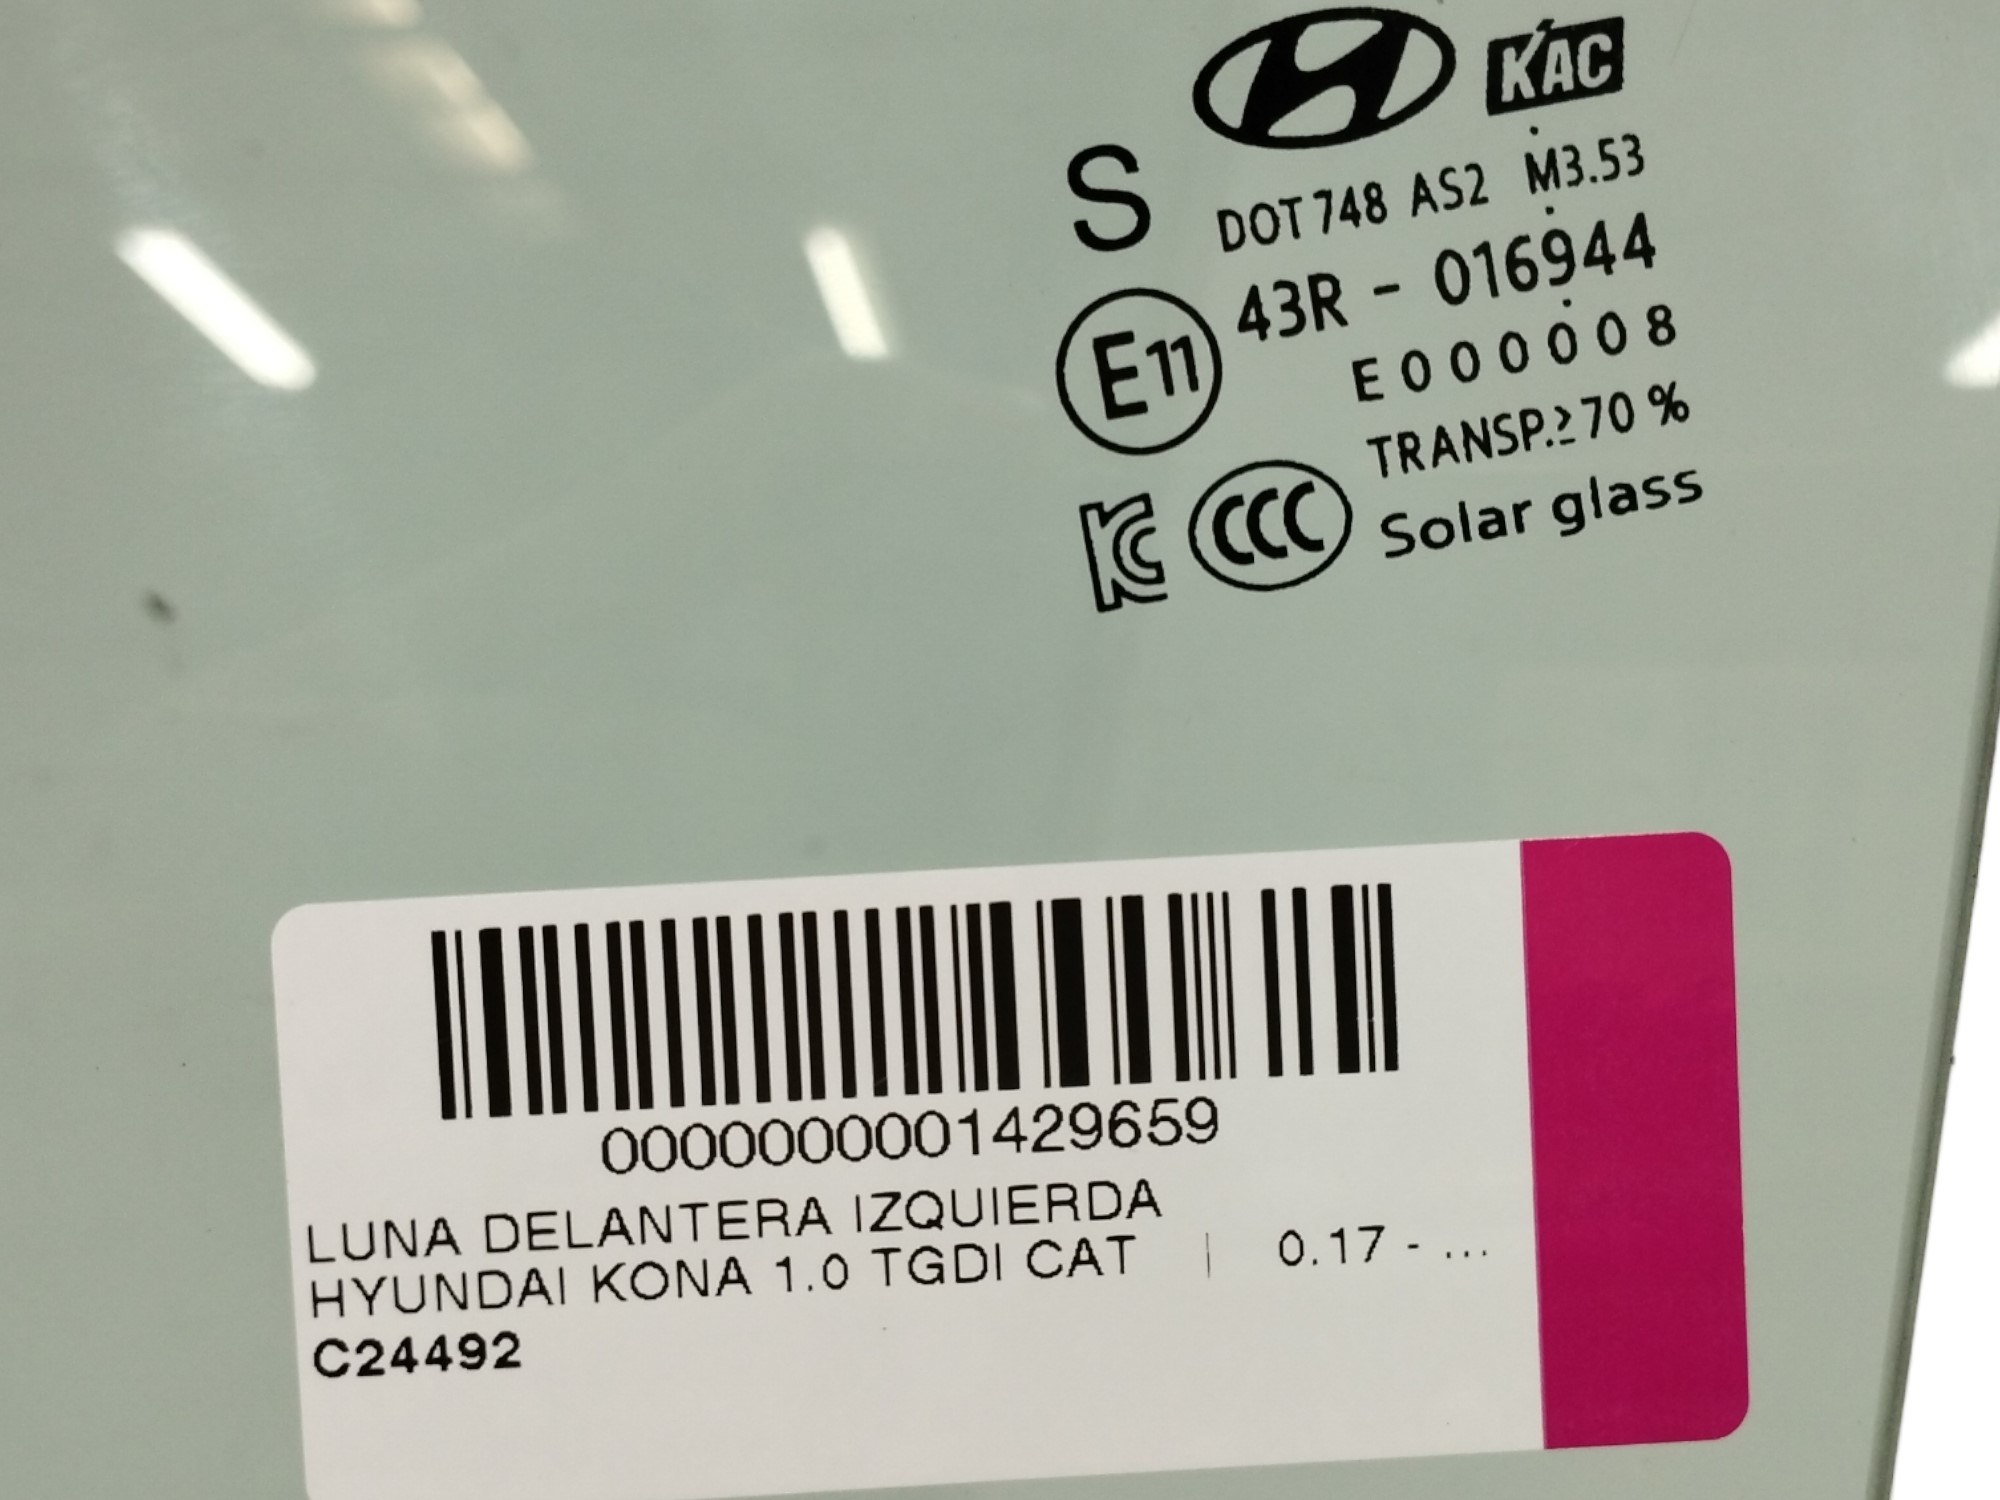 KAC
S
DOT 748 AS2 M3.53
43R - 016944
E11
E000008
TRANSP.≥70 %
KC CCC
Solar glass
0000000001429659
LUNA DELANTERA IZQUIERDA
HYUNDAI KONA 1.0 TGDI CAT | 0.17 - ...
C24492